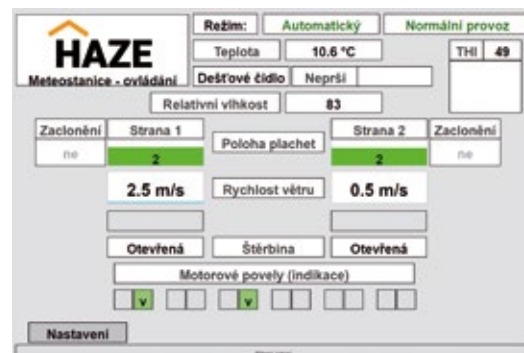 Režim: Automatický Normální provoz
HAZE
Teplota 10.6 °C THI 49
Meteostanice - ovládání Dešťové čidlo Neprší
Relativní vlhkost 83
Zaclonění Strana 1 Poloha plachet Strana 2 Zaclonění
ne 2 2 ne
2.5 m/s Rychlost větru 0.5 m/s
Otevřená Štěrbina Otevřená
Motorové povely (indikace)
v v
Nastavení